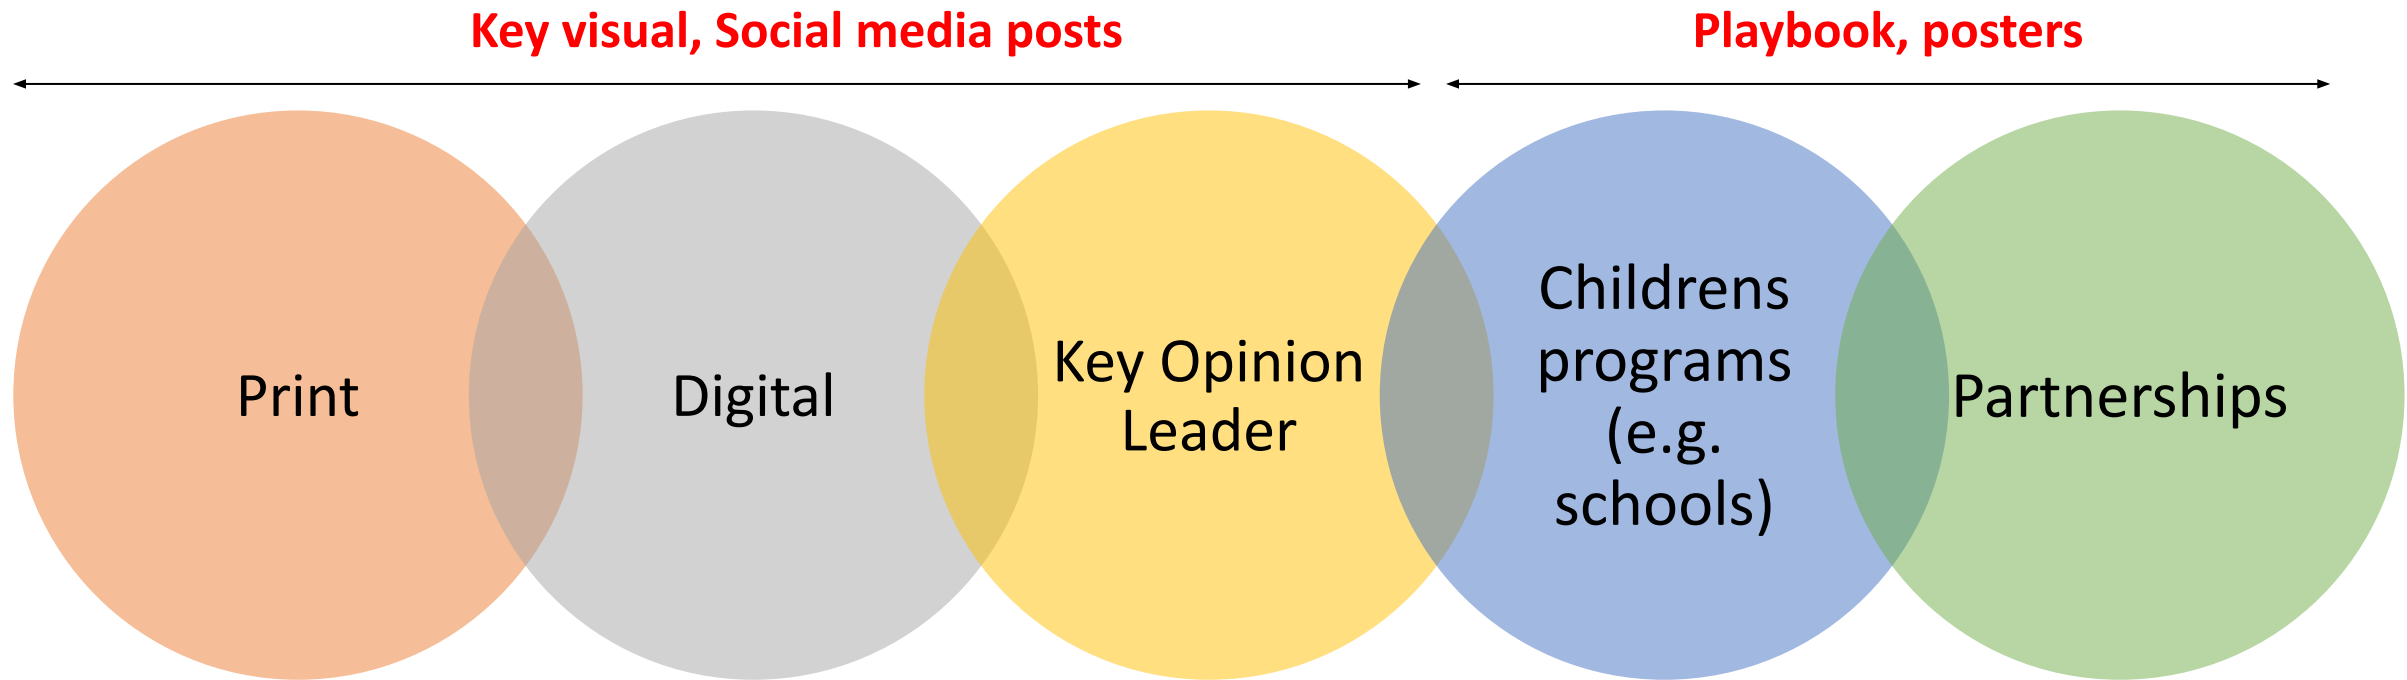 Key visual, Social media posts
Playbook, posters
Print
Digital
Key Opinion
Leader
Childrens
programs
(e.g.
schools)
Partnerships